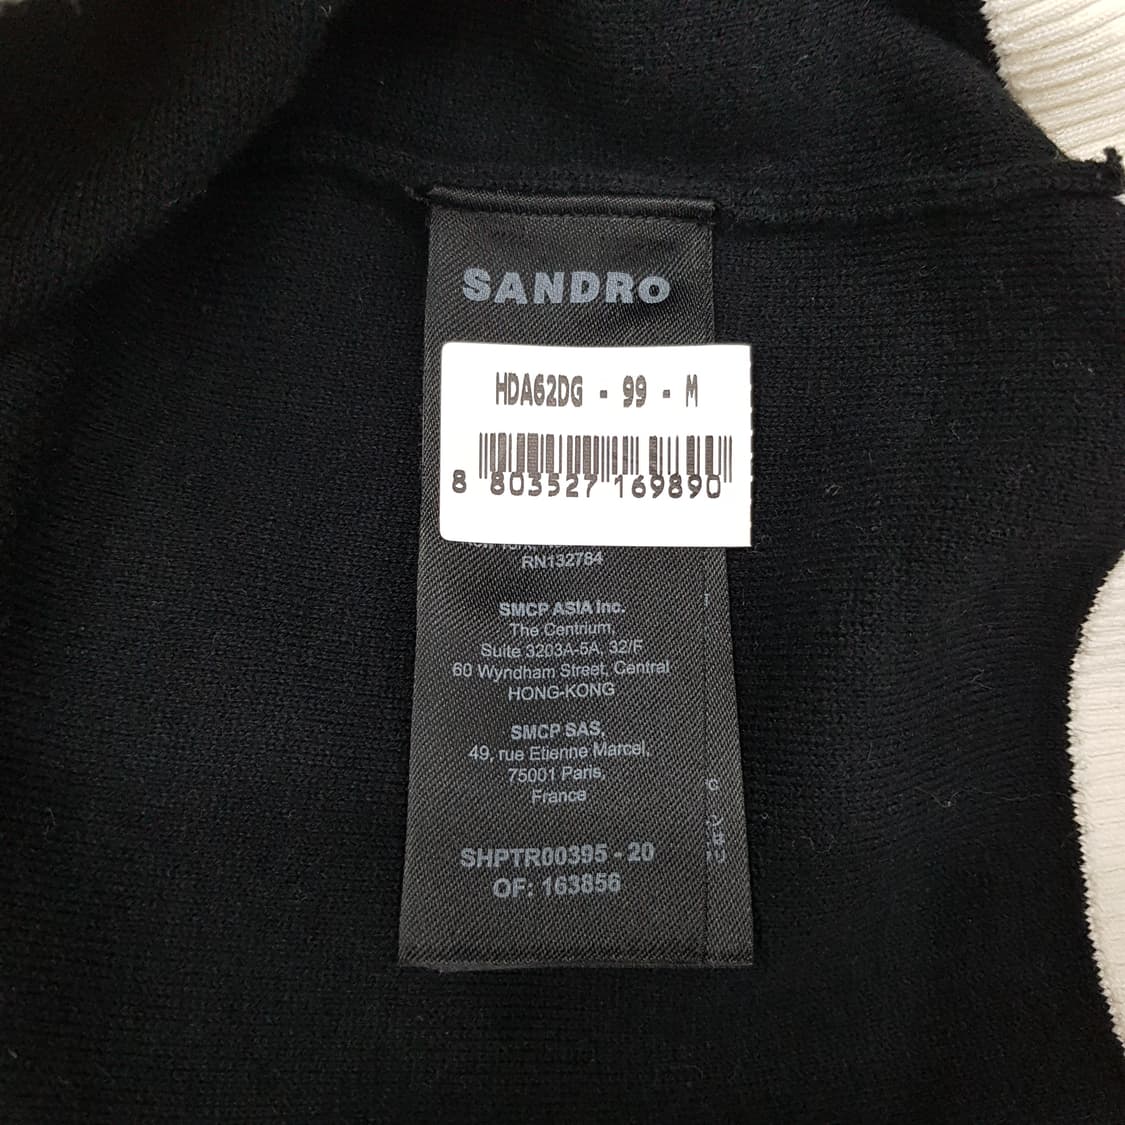 SANDRO
HDA62DG - 99 - M
8 803527 169890
RN132784
SMCP ASIA Inc.
The Centrium,
Suite 3203A-5A, 32/F
60 Wyndham Street, Central
HONG-KONG
SMCP SAS,
49, rue Etienne Marcel,
75001 Paris,
France
SHPTR00395 - 20
OF: 163856